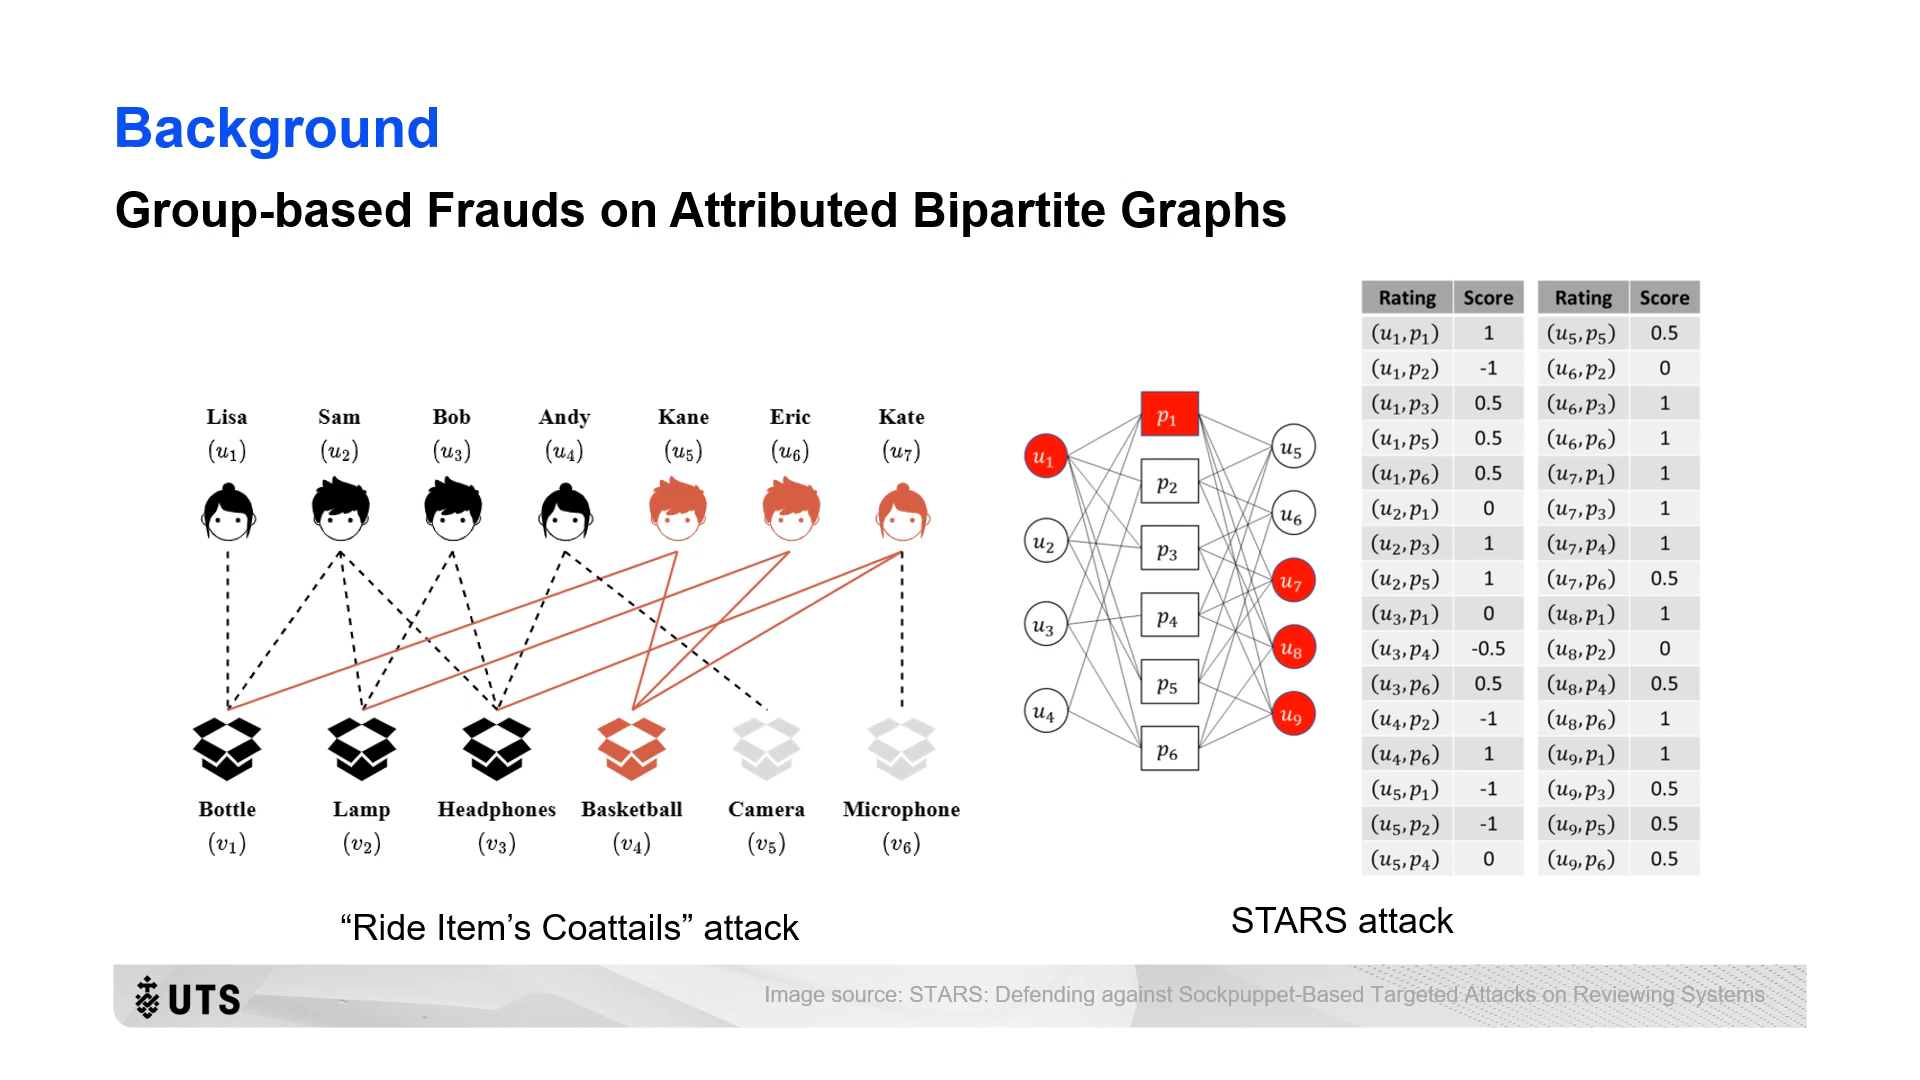 Background
Group-based Frauds on Attributed Bipartite Graphs
Lisa Sam Bob Andy Kane Eric Kate
(u1) (u2) (u3) (u4) (u5) (u6) (u7)
Bottle Lamp Headphones Basketball Camera Microphone
(v1) (v2) (v3) (v4) (v5) (v6)
“Ride Item’s Coattails” attack
u1
u2
u3
u4
p1
p2
p3
p4
p5
p6
u5
u6
u7
u8
u9
Rating Score Rating Score
(u1,p1) 1 (u5,p5) 0.5
(u1,p2) -1 (u6,p2) 0
(u1,p3) 0.5 (u6,p3) 1
(u1,p5) 0.5 (u6,p6) 1
(u1,p6) 0.5 (u7,p1) 1
(u2,p1) 0 (u7,p3) 1
(u2,p3) 1 (u7,p4) 1
(u2,p5) 1 (u7,p6) 0.5
(u3,p1) 0 (u8,p1) 1
(u3,p4) -0.5 (u8,p2) 0
(u3,p6) 0.5 (u8,p4) 0.5
(u4,p2) -1 (u8,p6) 1
(u4,p6) 1 (u9,p1) 1
(u5,p1) -1 (u9,p3) 0.5
(u5,p2) -1 (u9,p5) 0.5
(u5,p4) 0 (u9,p6) 0.5
STARS attack
UTS
Image source: STARS: Defending against Sockpuppet-Based Targeted Attacks on Reviewing Systems